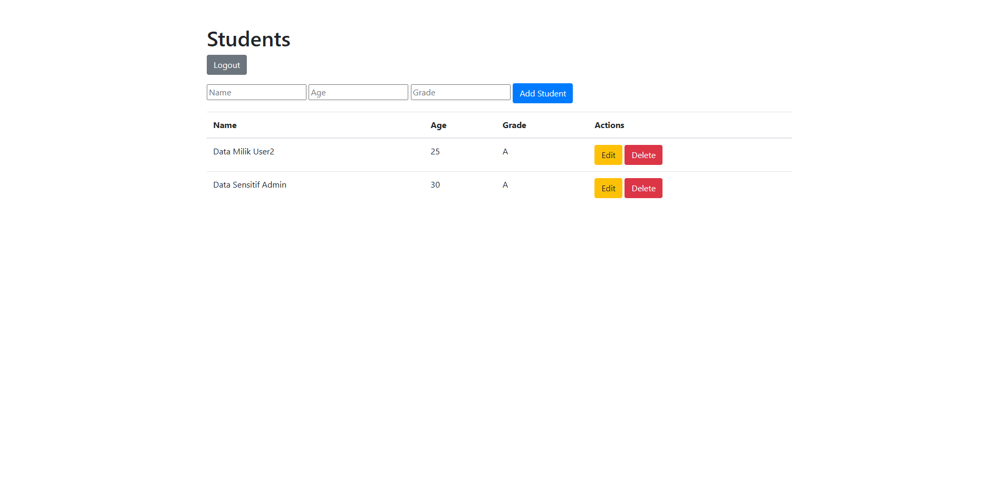 Students
Logout
Name Age Grade Add Student
Name Age Grade Actions
Data Milik User2 25 A Edit Delete
Data Sensitif Admin 30 A Edit Delete